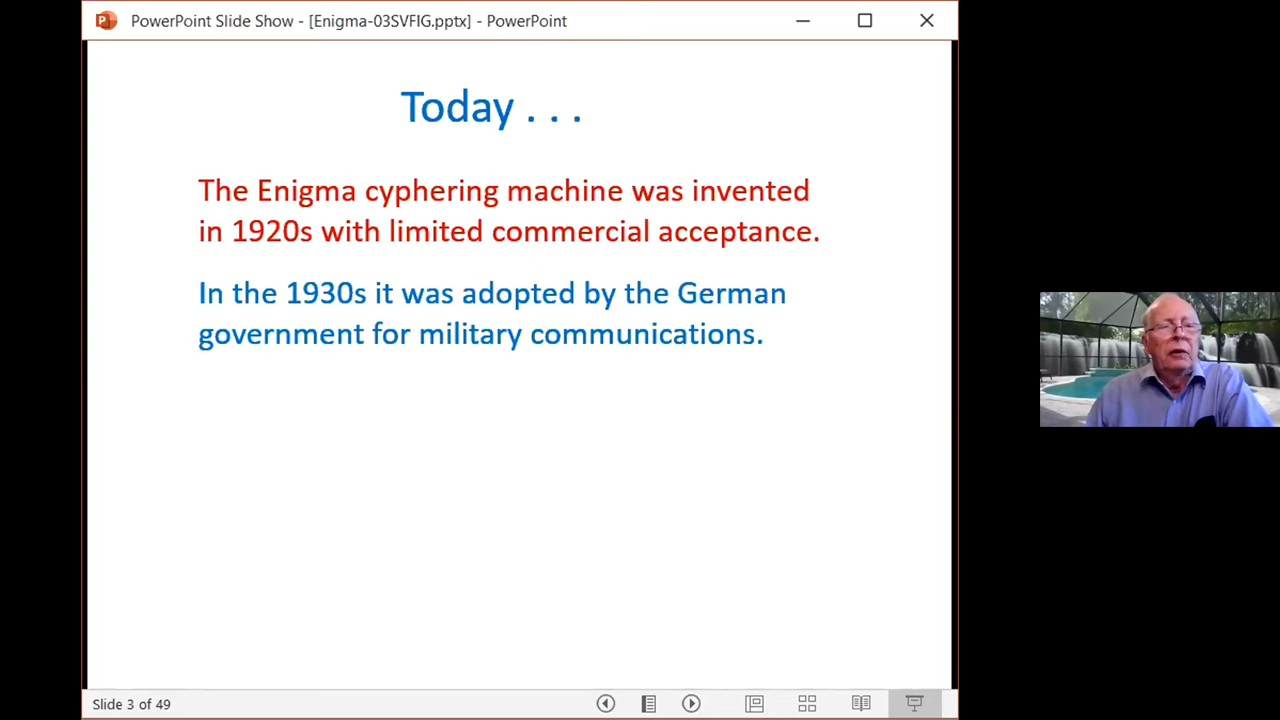 PowerPoint Slide Show - [Enigma-03SVFIG.pptx] - PowerPoint
Today . . .
The Enigma cyphering machine was invented
in 1920s with limited commercial acceptance.
In the 1930s it was adopted by the German
government for military communications.
Slide 3 of 49